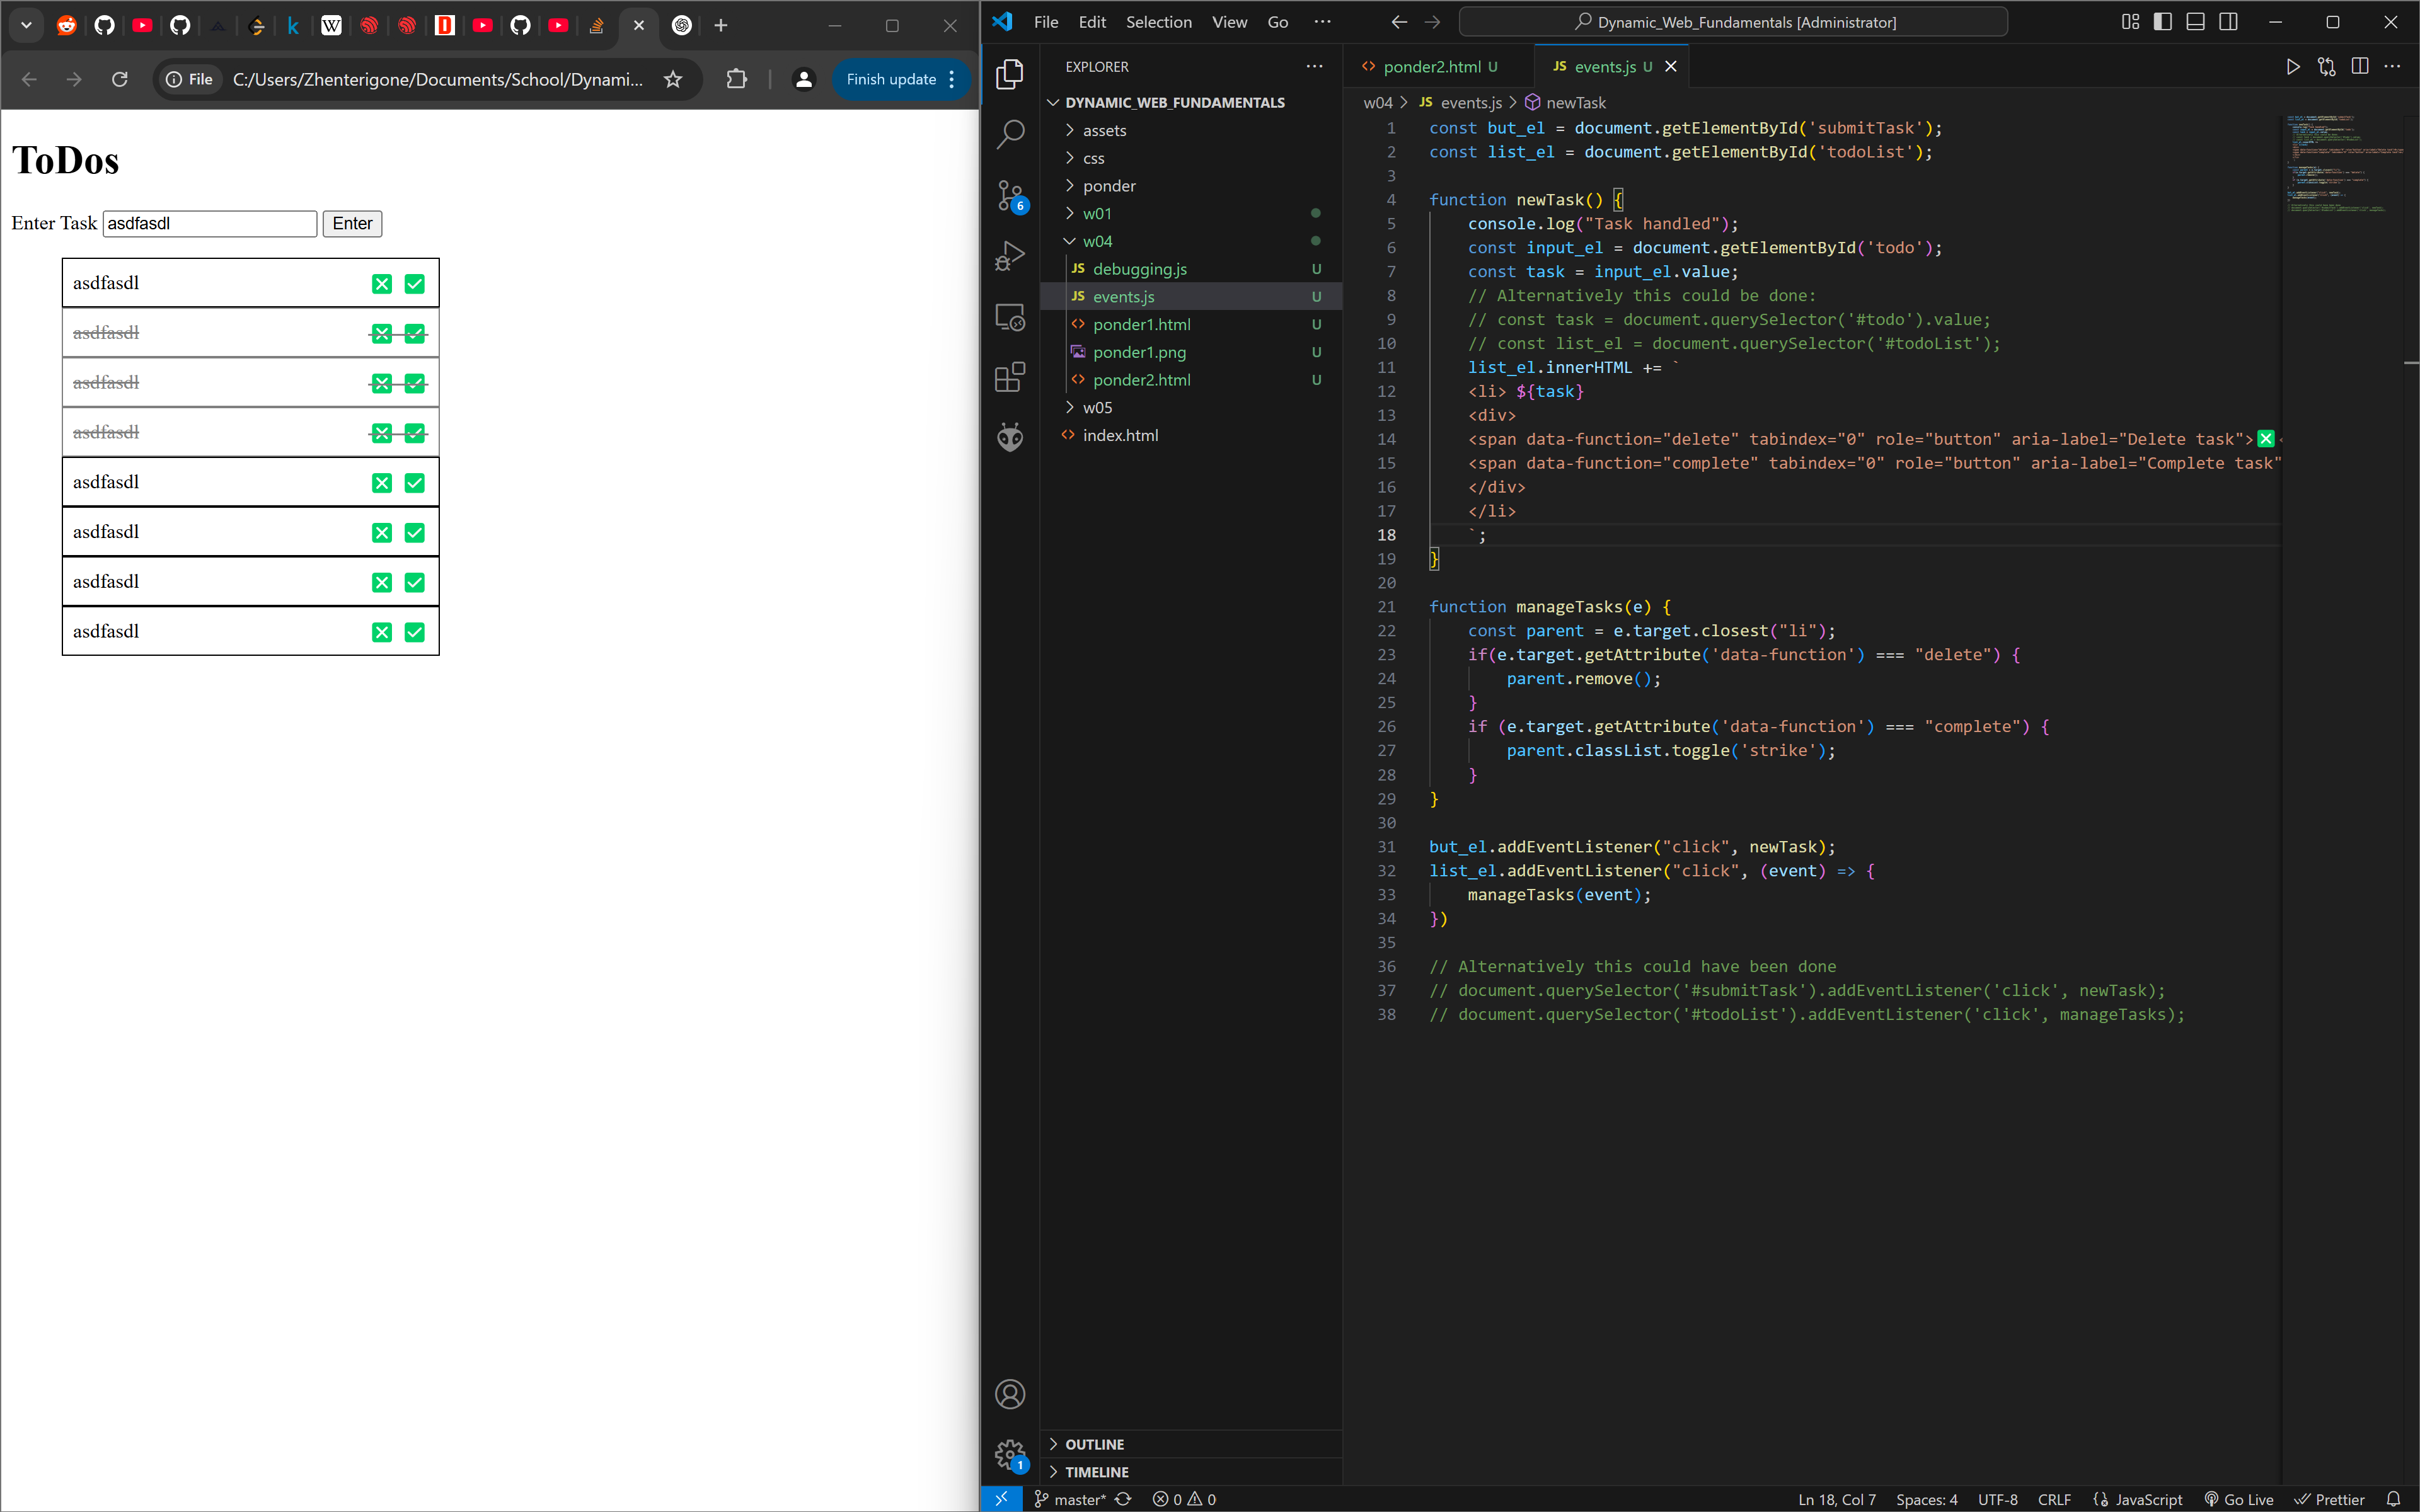 File
C:/Users/Zhenterigone/Documents/School/Dynami...
Finish update
ToDos
Enter Task
asdfasdl
Enter
asdfasdl
asdfasdl
asdfasdl
asdfasdl
asdfasdl
asdfasdl
asdfasdl
asdfasdl
File Edit Selection View Go ···
Dynamic_Web_Fundamentals [Administrator]
EXPLORER
DYNAMIC_WEB_FUNDAMENTALS
assets
css
ponder
w01
w04
JS debugging.js U
JS events.js U
ponder1.html U
ponder1.png U
ponder2.html U
w05
index.html
OUTLINE
TIMELINE
6
1
ponder2.html U
JS events.js U
w04 > JS events.js > newTask
1 const but_el = document.getElementById('submitTask');
2 const list_el = document.getElementById('todoList');
3
4 function newTask() {
5 console.log("Task handled");
6 const input_el = document.getElementById('todo');
7 const task = input_el.value;
8 // Alternatively this could be done:
9 // const task = document.querySelector('#todo').value;
10 // const list_el = document.querySelector('#todoList');
11 list_el.innerHTML += `
12 <li> ${task}
13 <div>
14 <span data-function="delete" tabindex="0" role="button" aria-label="Delete task">❎
15 <span data-function="complete" tabindex="0" role="button" aria-label="Complete task"
16 </div>
17 </li>
18 `;
19 }
20
21 function manageTasks(e) {
22 const parent = e.target.closest("li");
23 if(e.target.getAttribute('data-function') === "delete") {
24 parent.remove();
25 }
26 if (e.target.getAttribute('data-function') === "complete") {
27 parent.classList.toggle('strike');
28 }
29 }
30
31 but_el.addEventListener("click", newTask);
32 list_el.addEventListener("click", (event) => {
33 manageTasks(event);
34 })
35
36 // Alternatively this could have been done
37 // document.querySelector('#submitTask').addEventListener('click', newTask);
38 // document.querySelector('#todoList').addEventListener('click', manageTasks);
master* 0 0
Ln 18, Col 7 Spaces: 4 UTF-8 CRLF JavaScript Go Live Prettier